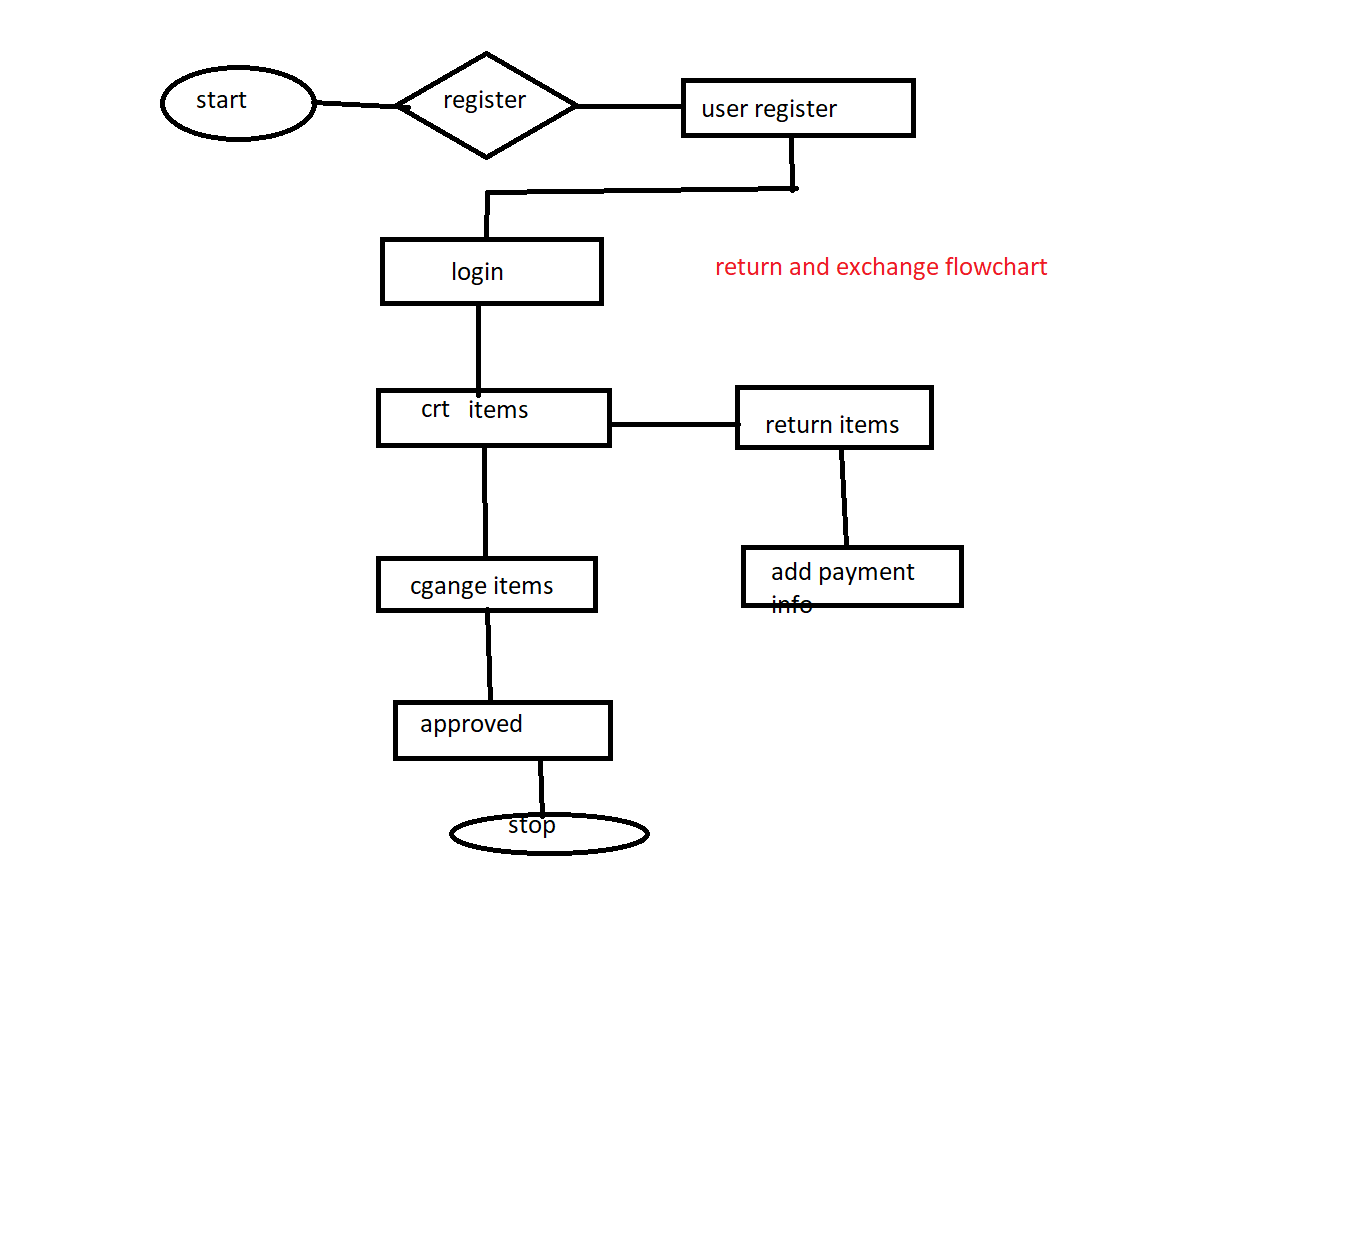 start
register
user register
login
return and exchange flowchart
crt items
return items
cgange items
add payment
info
approved
stop